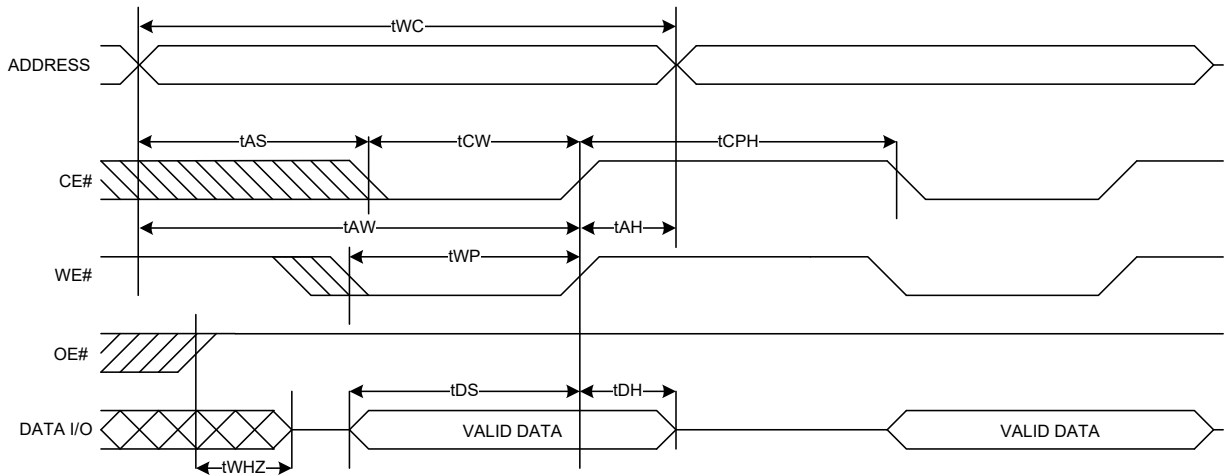 tWC
ADDRESS
tAS tCW tCPH
CE#
tAW tAH
tWP
WE#
OE#
tDS tDH
DATA I/O VALID DATA VALID DATA
tWHZ